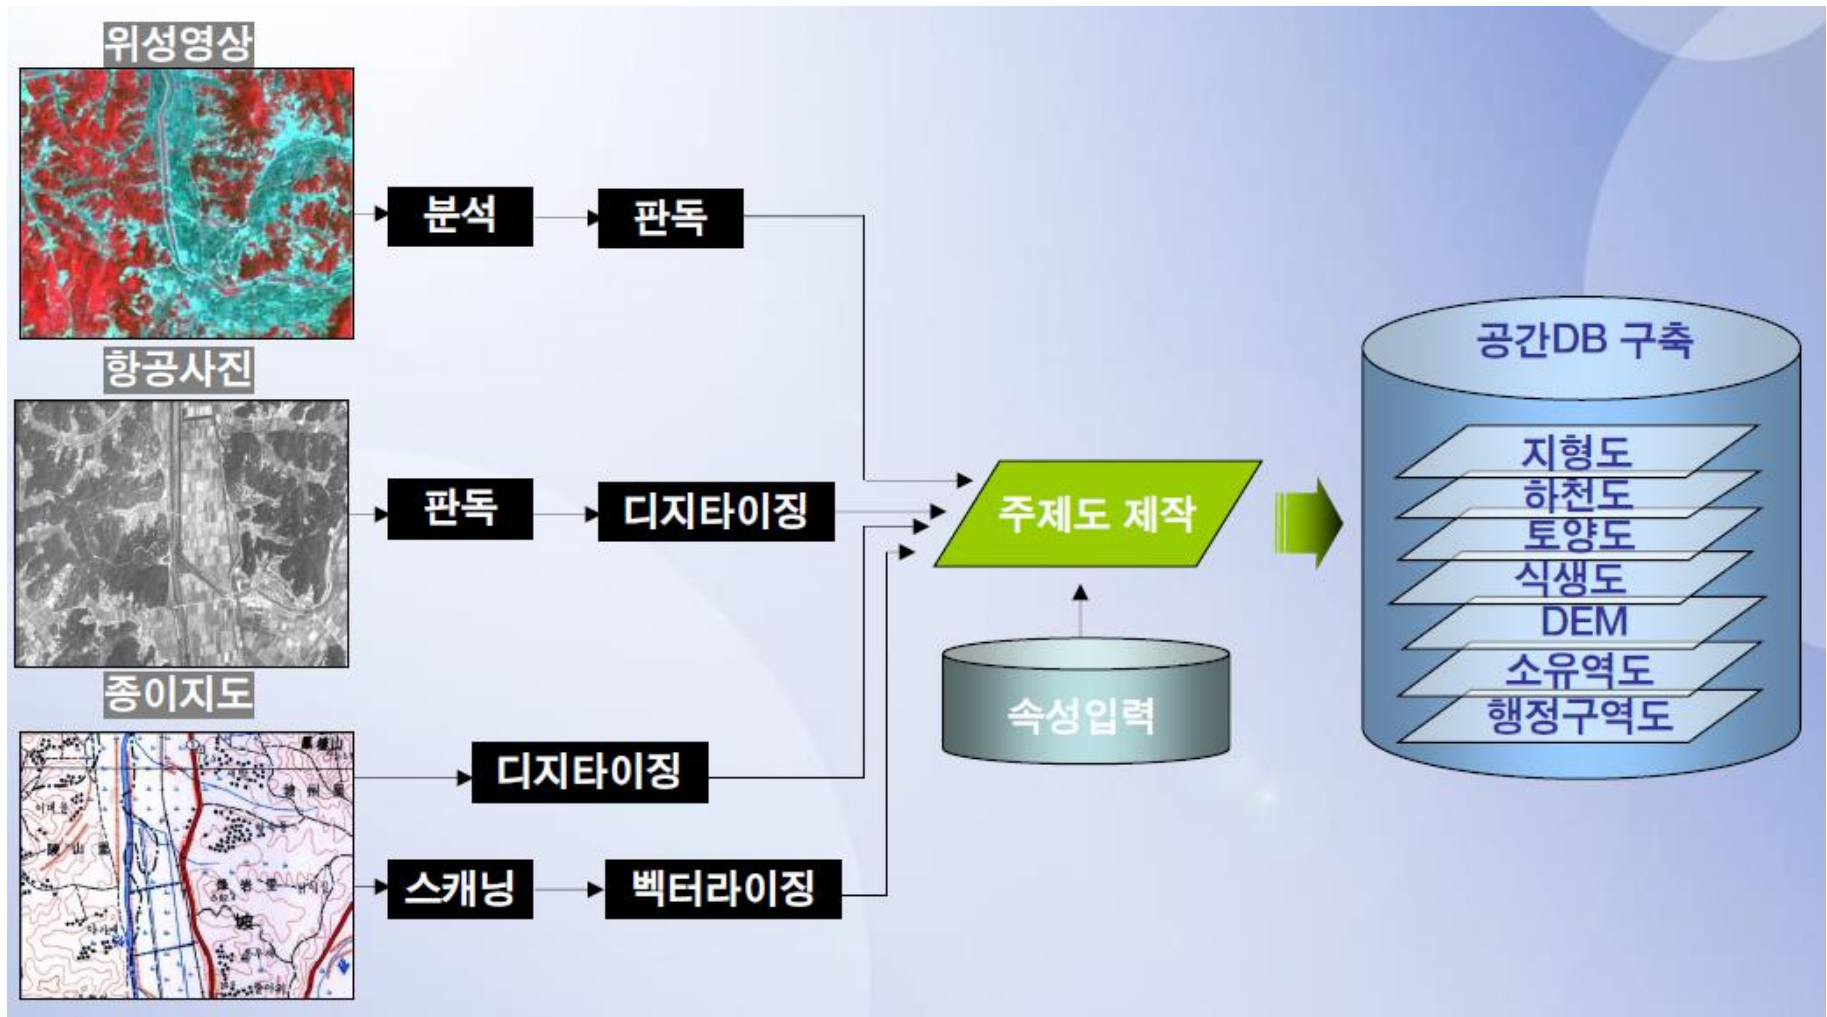 위성영상
분석
판독
항공사진
판독
디지타이징
종이지도
디지타이징
스캐닝
벡터라이징
주제도 제작
속성입력
공간DB 구축
지형도
하천도
토양도
식생도
DEM
소유역도
행정구역도